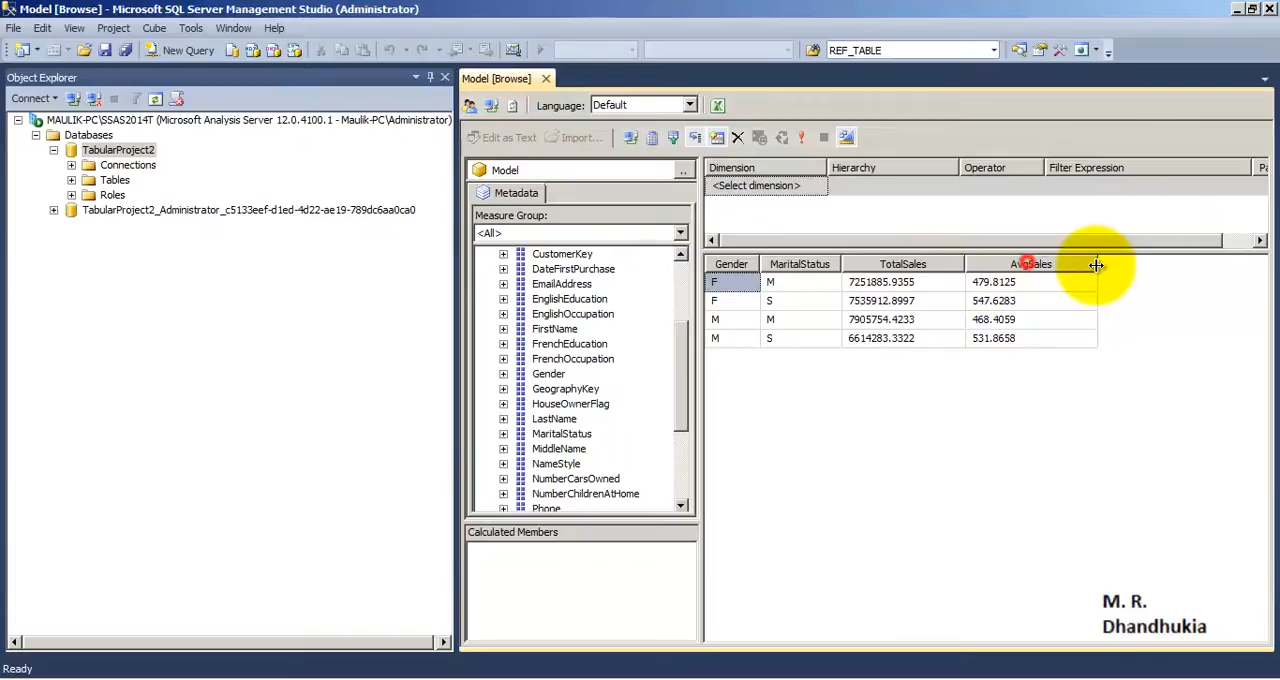 Model [Browse] - Microsoft SQL Server Management Studio (Administrator)
File Edit View Project Cube Tools Window Help
New Query REF_TABLE
Object Explorer
Connect
MAULIK-PC\SSAS2014T (Microsoft Analysis Server 12.0.4100.1 - Maulik-PC\Administrator)
Databases
TabularProject2
Connections
Tables
Roles
TabularProject2_Administrator_c5133eef-d1ed-4d22-ae19-789dc6aa0ca0
Model [Browse]
Language: Default
Edit as Text Import...
Model ..
Metadata
Measure Group:
<All>
CustomerKey
DateFirstPurchase
EmailAddress
EnglishEducation
EnglishOccupation
FirstName
FrenchEducation
FrenchOccupation
Gender
GeographyKey
HouseOwnerFlag
LastName
MaritalStatus
MiddleName
NameStyle
NumberCarsOwned
NumberChildrenAtHome
Phone
Calculated Members
Dimension Hierarchy Operator Filter Expression Pa
<Select dimension>
Gender MaritalStatus TotalSales AvgSales
F M 7251885.9355 479.8125
F S 7535912.8997 547.6283
M M 7905754.4233 468.4059
M S 6614283.3322 531.8658
M. R.
Dhandhukia
Ready